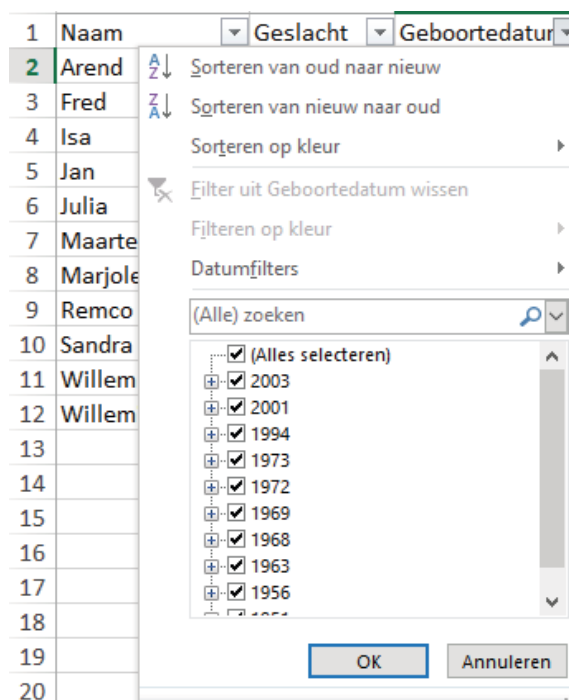 1 Naam Geslacht Geboortedatur
2 Arend
3 Fred
4 Isa
5 Jan
6 Julia
7 Maarte
8 Marjole
9 Remco
10 Sandra
11 Willem
12 Willem
13
14
15
16
17
18
19
20
Sorteren van oud naar nieuw
Sorteren van nieuw naar oud
Sorteren op kleur
Filter uit Geboortedatum wissen
Filteren op kleur
Datumfilters
(Alle) zoeken
(Alles selecteren)
2003
2001
1994
1973
1972
1969
1968
1963
1956
OK Annuleren